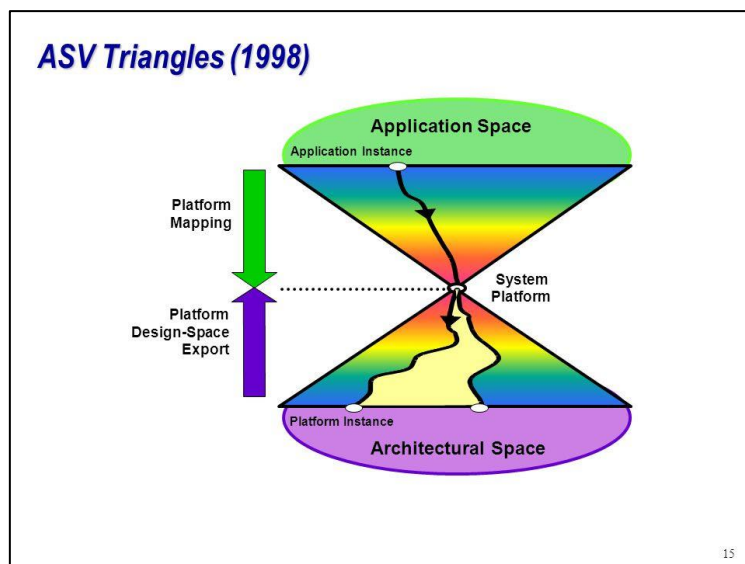 ASV Triangles (1998)
Application Space
Application Instance
Platform
Mapping
System
Platform
Platform
Design-Space
Export
Platform Instance
Architectural Space
15